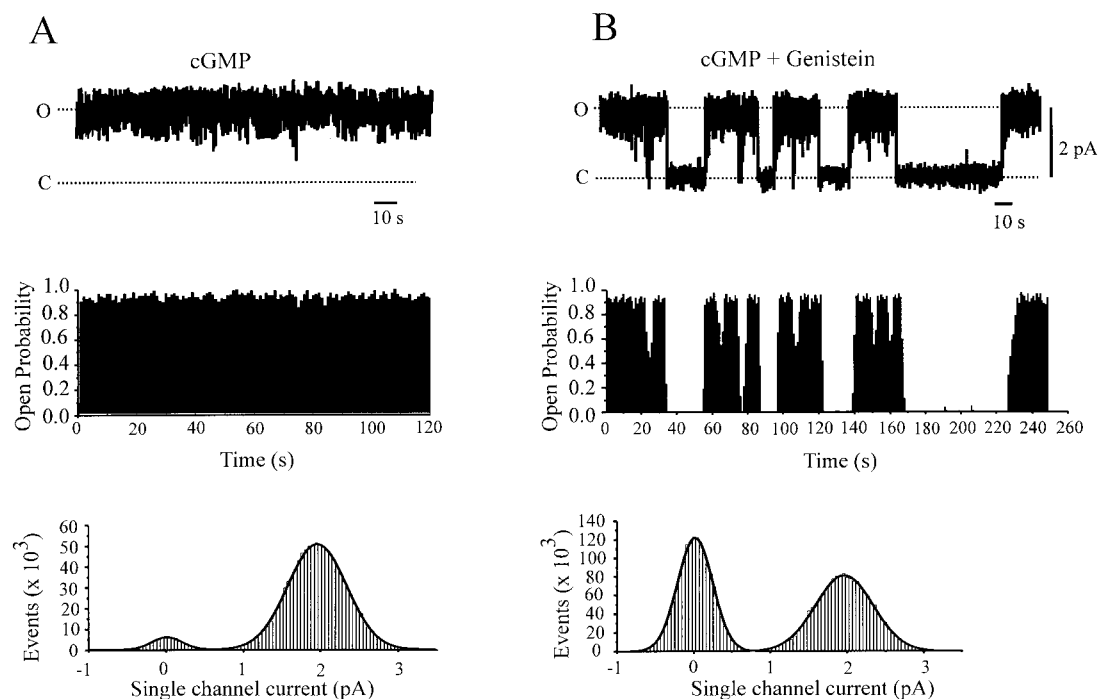 A
cGMP
O
C
10 s
Open Probability
1.0
0.8
0.6
0.4
0.2
0.0
0 20 40 60 80 100 120
Time (s)
Events (x 10³)
60
50
40
30
20
10
0
-1 0 1 2 3
Single channel current (pA)
B
cGMP + Genistein
O
C
2 pA
10 s
Open Probability
1.0
0.8
0.6
0.4
0.2
0.0
0 20 40 60 80 100 120 140 160 180 200 220 240 260
Time (s)
Events (x 10³)
140
120
100
80
60
40
20
0
-1 0 1 2 3
Single channel current (pA)